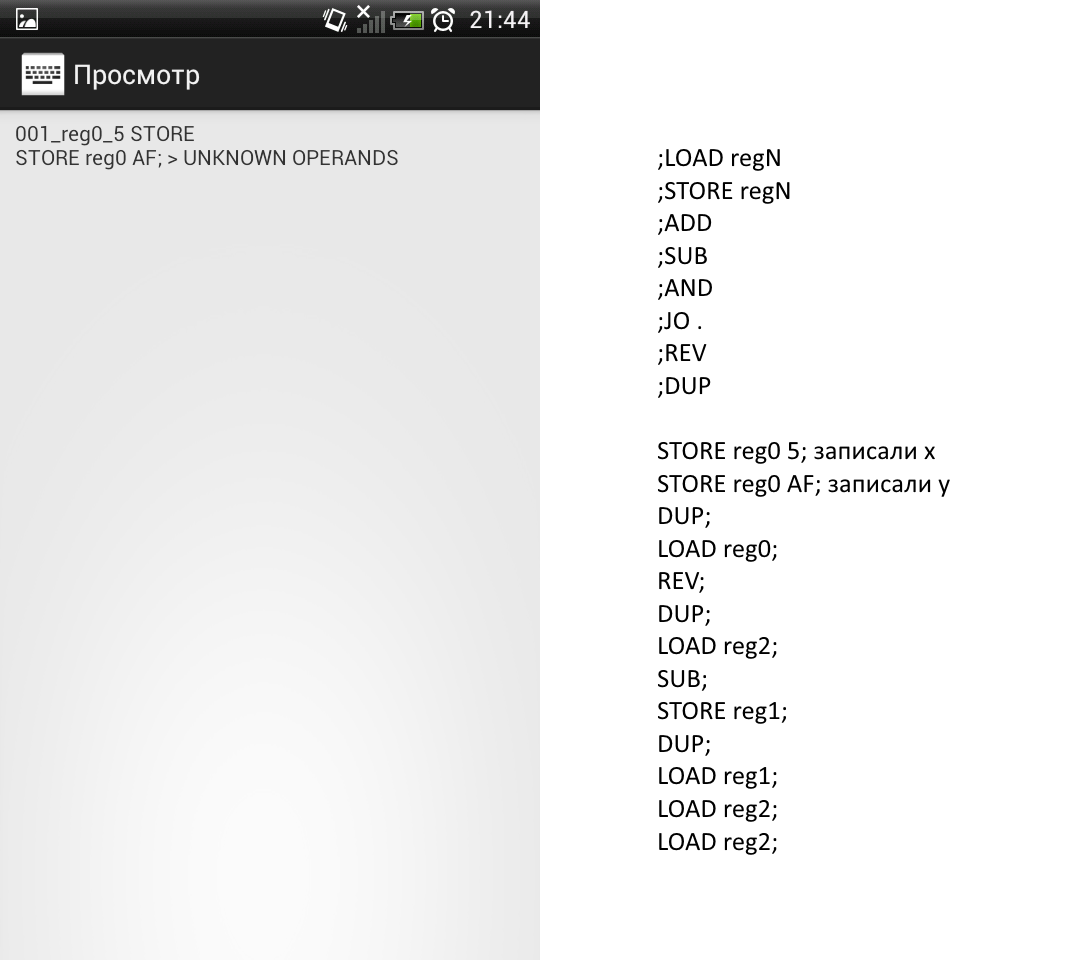 21:44
Просмотр
001_reg0_5 STORE
STORE reg0 AF; > UNKNOWN OPERANDS
;LOAD regN
;STORE regN
;ADD
;SUB
;AND
;JO .
;REV
;DUP
STORE reg0 5; записали x
STORE reg0 AF; записали y
DUP;
LOAD reg0;
REV;
DUP;
LOAD reg2;
SUB;
STORE reg1;
DUP;
LOAD reg1;
LOAD reg2;
LOAD reg2;